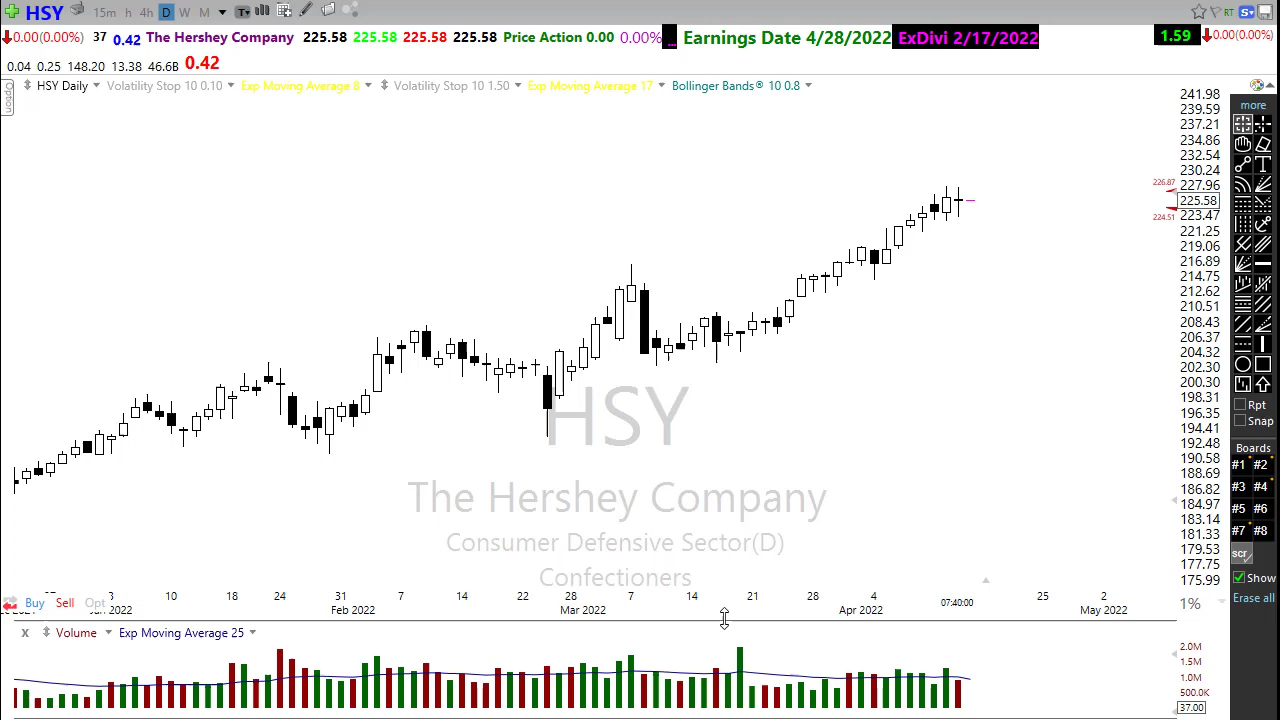 HSY 15m h 4h D W M T RT S
0.00(0.00%) 37 0.42 The Hershey Company 225.58 225.58 225.58 225.58 Price Action 0.00 0.00% ... Earnings Date 4/28/2022 ExDivi 2/17/2022 1.59 0.00(0.00%)
0.04 0.25 148.20 13.38 46.6B 0.42
Option
HSY Daily Volatility Stop 10 0.10 Exp Moving Average 8 Volatility Stop 10 1.50 Exp Moving Average 17 Bollinger Bands® 10 0.8
241.98
239.59
237.21
234.86
232.54
230.24
227.96
225.58
223.47
221.25
219.06
216.89
214.75
212.62
210.51
208.43
206.37
204.32
202.30
200.30
198.31
196.35
194.41
192.48
190.58
188.69
186.82
184.97
183.14
181.33
179.53
177.75
175.99
226.87
224.51
HSY
The Hershey Company
Consumer Defensive Sector(D)
Confectioners
more
T
Rpt
Snap
Boards
#1 #2
#3 #4
#5 #6
#7 #8
scr
Show
Erase all
3 10 18 24 31 7 14 22 28 7 14 21 28 4 07:40:00 25 2
Buy Sell Opt
2022 Feb 2022 Mar 2022 Apr 2022 May 2022
1%
X Volume Exp Moving Average 25
2.0M
1.5M
1.0M
500.0K
37.00